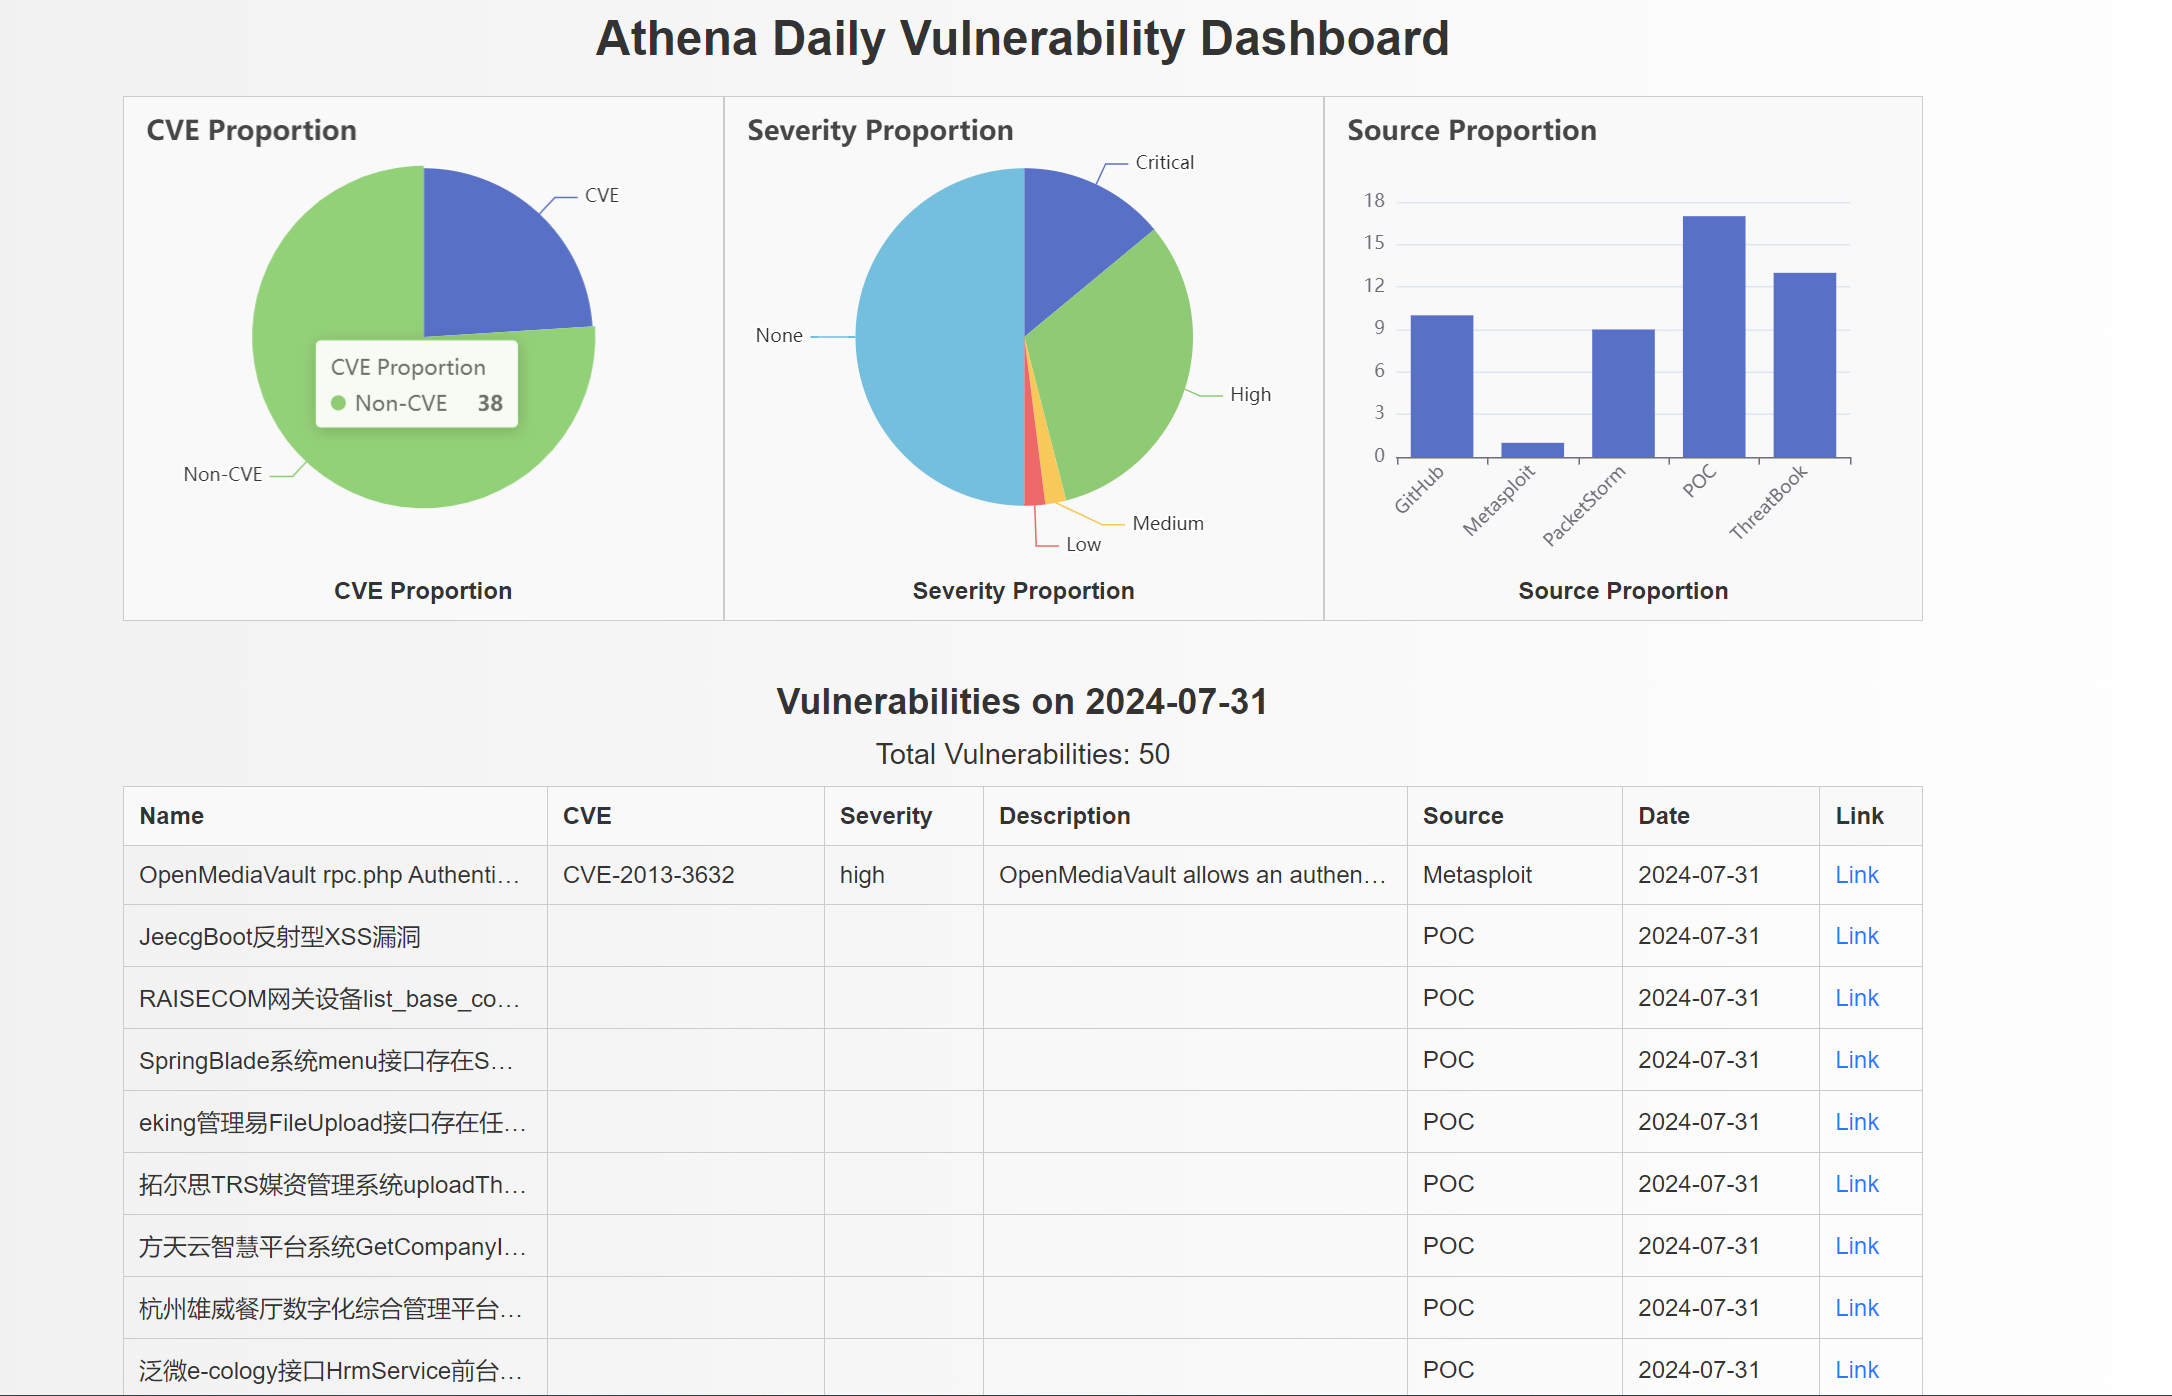 Athena Daily Vulnerability Dashboard
CVE Proportion
CVE
CVE Proportion
Non-CVE 38
Non-CVE
CVE Proportion
Severity Proportion
Critical
None
High
Medium
Low
Severity Proportion
Source Proportion
18
15
12
9
6
3
0
GitHub
Metasploit
PacketStorm
POC
ThreatBook
Source Proportion
Vulnerabilities on 2024-07-31
Total Vulnerabilities: 50
Name CVE Severity Description Source Date Link
OpenMediaVault rpc.php Authenti... CVE-2013-3632 high OpenMediaVault allows an authen... Metasploit 2024-07-31 Link
JeecgBoot反射型XSS漏洞 POC 2024-07-31 Link
RAISECOM网关设备list_base_co... POC 2024-07-31 Link
SpringBlade系统menu接口存在S... POC 2024-07-31 Link
eking管理易FileUpload接口存在任... POC 2024-07-31 Link
拓尔思TRS媒资管理系统uploadTh... POC 2024-07-31 Link
方天云智慧平台系统GetCompanyI... POC 2024-07-31 Link
杭州雄威餐厅数字化综合管理平台... POC 2024-07-31 Link
泛微e-cology接口HrmService前台... POC 2024-07-31 Link